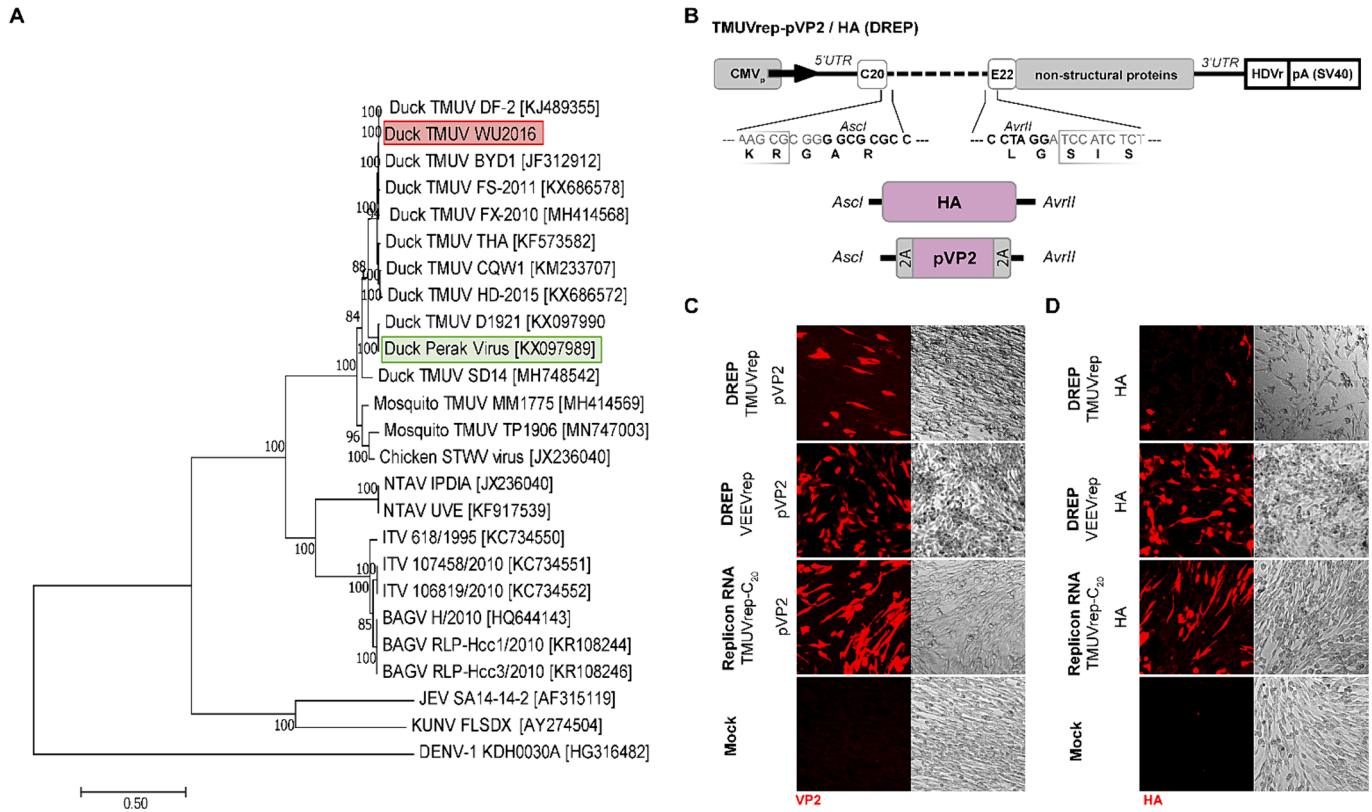 A
Duck TMUV DF-2 [KJ489355]
Duck TMUV WU2016
Duck TMUV BYD1 [JF312912]
Duck TMUV FS-2011 [KX686578]
Duck TMUV FX-2010 [MH414568]
Duck TMUV THA [KF573582]
Duck TMUV CQW1 [KM233707]
Duck TMUV HD-2015 [KX686572]
Duck TMUV D1921 [KX097990
Duck Perak Virus [KX097989]
Duck TMUV SD14 [MH748542]
Mosquito TMUV MM1775 [MH414569]
Mosquito TMUV TP1906 [MN747003]
Chicken STWV virus [JX236040]
NTAV IPDIA [JX236040]
NTAV UVE [KF917539]
ITV 618/1995 [KC734550]
ITV 107458/2010 [KC734551]
ITV 106819/2010 [KC734552]
BAGV H/2010 [HQ644143]
BAGV RLP-Hcc1/2010 [KR108244]
BAGV RLP-Hcc3/2010 [KR108246]
JEV SA14-14-2 [AF315119]
KUNV FLSDX [AY274504]
DENV-1 KDH0030A [HG316482]
100
100
100
100
100
100
88
84
100
100
96
100
100
100
100
100
100
85
100
100
0.50
B
TMUVrep-pVP2 / HA (DREP)
CMVp
5'UTR
C20
E22
non-structural proteins
3'UTR
HDVr
pA (SV40)
AscI
AvrII
--- AAG CGC GGG GGCG CGC C ---
--- C CTAGG A TCC ATC TCT ---
K R G A R
L G S I S
AscI
HA
AvrII
AscI
2A
pVP2
2A
AvrII
C
DREP
TMUVrep
pVP2
DREP
VEEVrep
pVP2
Replicon RNA
TMUVrep-C20
pVP2
Mock
VP2
D
DREP
TMUVrep
HA
DREP
VEEVrep
HA
Replicon RNA
TMUVrep-C20
HA
Mock
HA